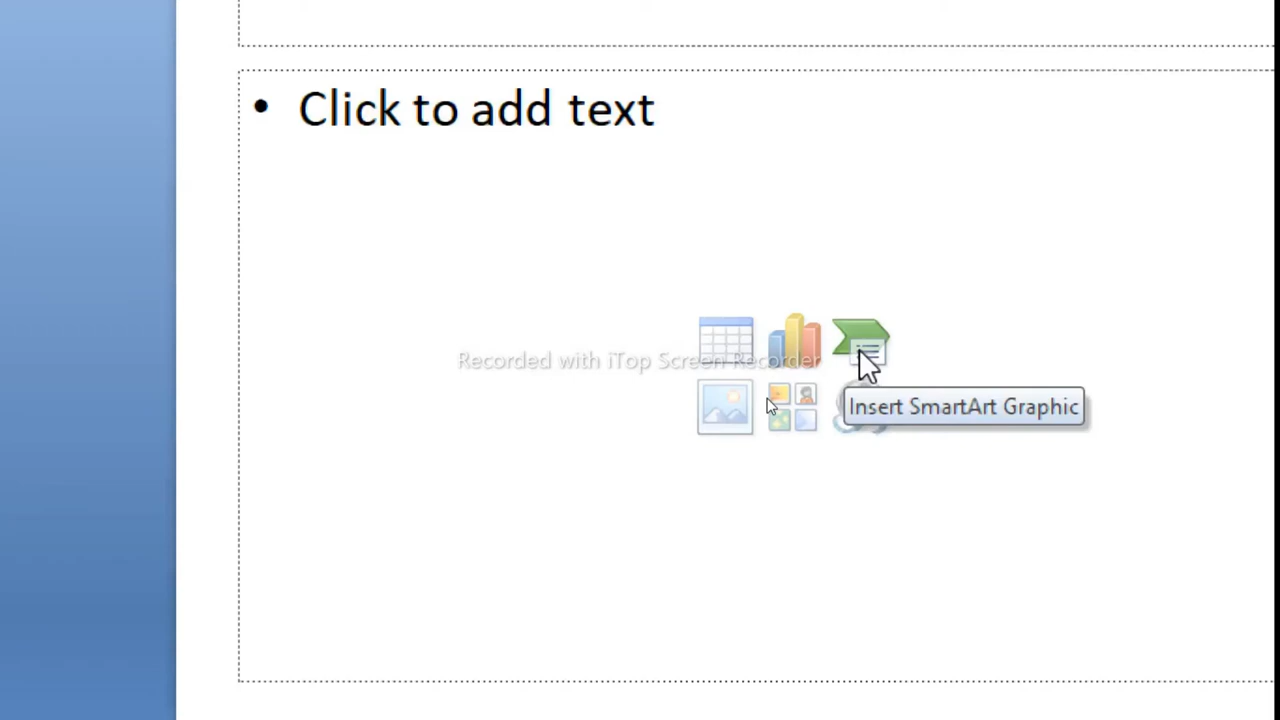 • Click to add text
Recorded with iTop Screen Recorder
Insert SmartArt Graphic